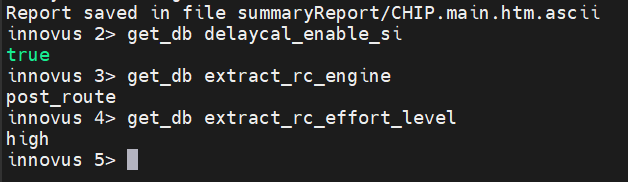 Report saved in file summaryReport/CHIP.main.htm.ascii
innovus 2> get_db delaycal_enable_si
true
innovus 3> get_db extract_rc_engine
post_route
innovus 4> get_db extract_rc_effort_level
high
innovus 5>